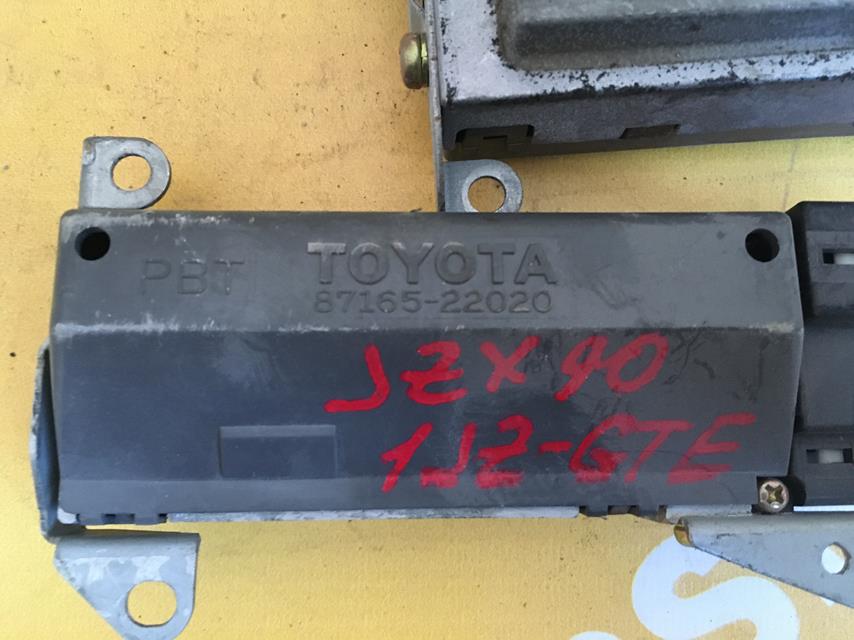 TOYOTA
PBT 87165-22020
JZX90
1JZ-GTE
S